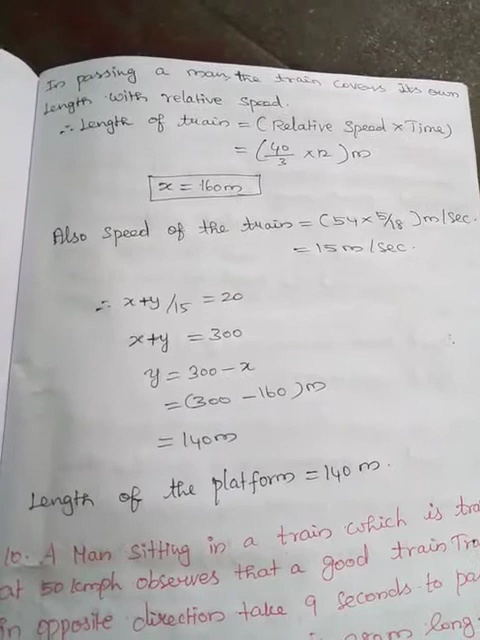 In passing a man, the train covers its own
length with relative speed.
∴ Length of train = (Relative Speed × Time)
= (40/3 × 12) m
x = 160m
Also Speed of the train = (54 × 5/18) m/sec.
= 15 m/sec.
∴ x+y/15 = 20
x+y = 300
y = 300 - x
= (300 - 160) m
= 140m
Length of the platform = 140 m.
10. A Man sitting in a train which is
at 50 kmph observes that a good train
in opposite direction take 9 seconds to
long